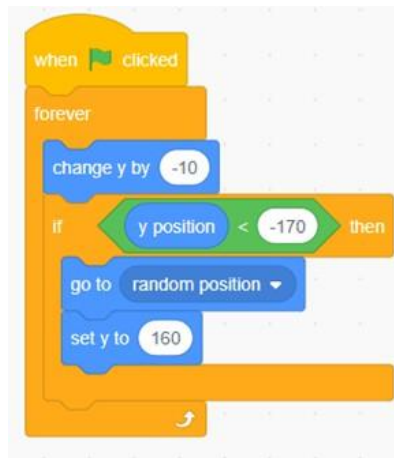 when clicked
forever
change y by -10
if y position < -170 then
go to random position
set y to 160